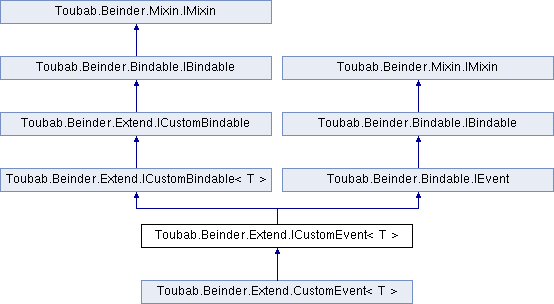 Toubab.Beinder.Mixin.IMixin
Toubab.Beinder.Bindable.IBindable
Toubab.Beinder.Mixin.IMixin
Toubab.Beinder.Extend.ICustomBindable
Toubab.Beinder.Bindable.IBindable
Toubab.Beinder.Extend.ICustomBindable< T >
Toubab.Beinder.Bindable.IEvent
Toubab.Beinder.Extend.ICustomEvent< T >
Toubab.Beinder.Extend.CustomEvent< T >